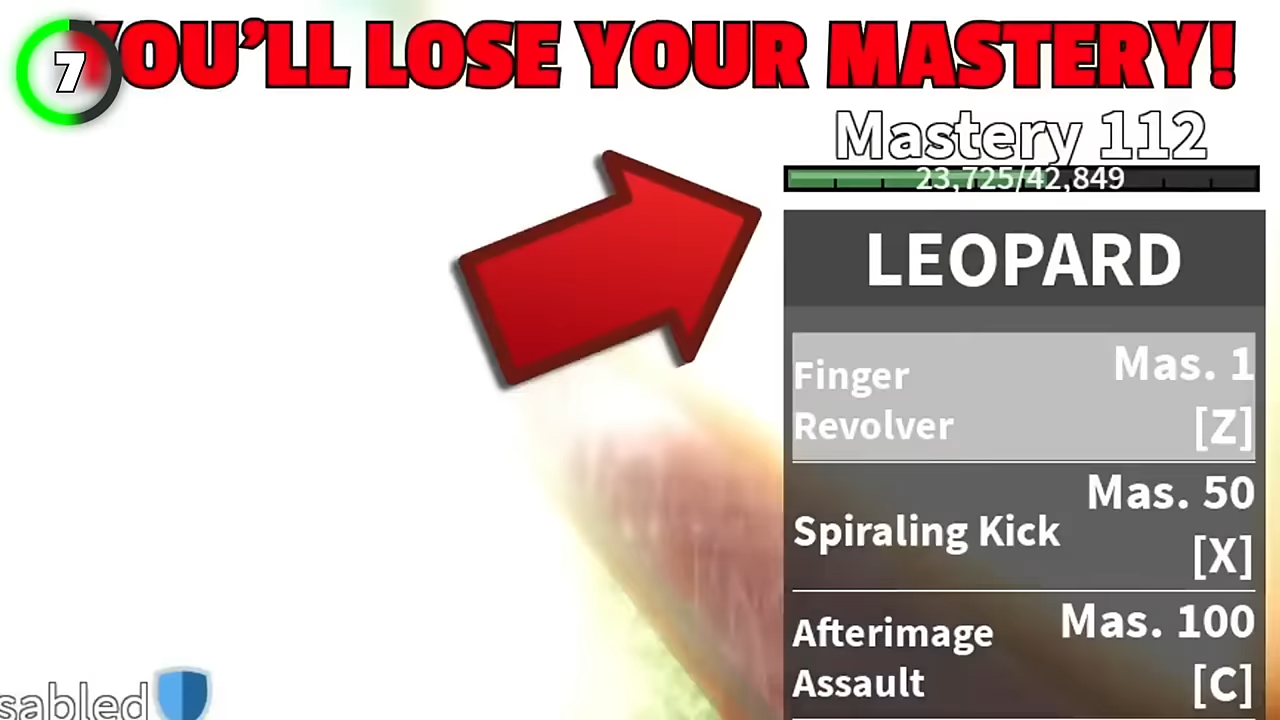 YOU'LL LOSE YOUR MASTERY!
7
Mastery 112
23,725/42,849
LEOPARD
Finger Revolver Mas. 1 [Z]
Spiraling Kick Mas. 50 [X]
Afterimage Assault Mas. 100 [C]
sabled